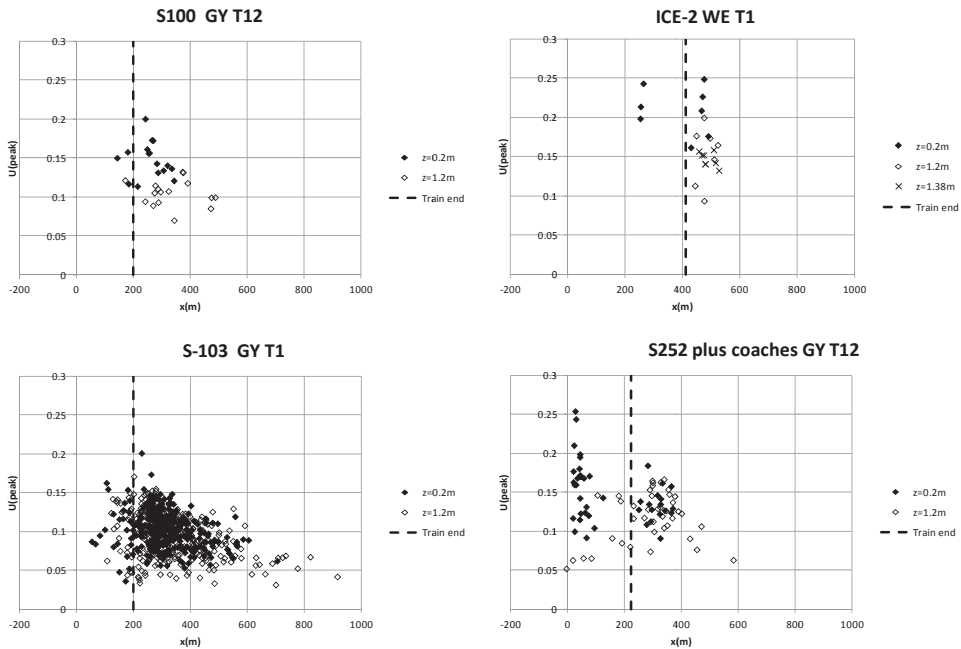 S100 GY T12
0.3
0.25
0.2
0.15
0.1
0.05
0
U(peak)
-200 0 200 400 600 800 1000
x(m)
z=0.2m
z=1.2m
Train end
ICE-2 WE T1
0.3
0.25
0.2
0.15
0.1
0.05
0
U(peak)
-200 0 200 400 600 800 1000
x(m)
z=0.2m
z=1.2m
z=1.38m
Train end
S-103 GY T1
0.3
0.25
0.2
0.15
0.1
0.05
0
U(peak)
-200 0 200 400 600 800 1000
x(m)
z=0.2m
z=1.2m
Train end
S252 plus coaches GY T12
0.3
0.25
0.2
0.15
0.1
0.05
0
U(peak)
-200 0 200 400 600 800 1000
x(m)
z=0.2m
z=1.2m
Train end